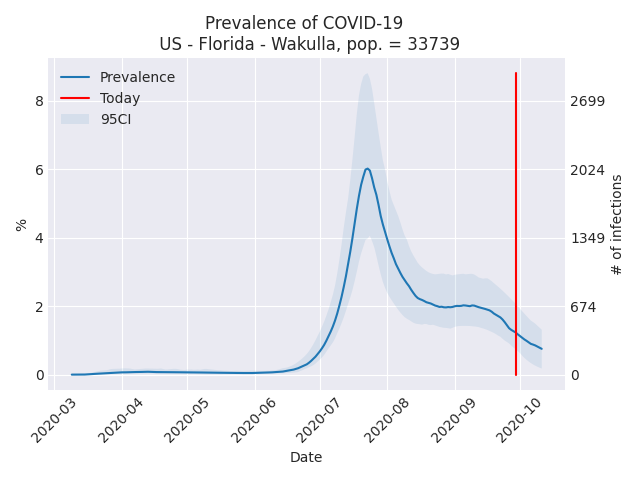 Prevalence of COVID-19
US - Florida - Wakulla, pop. = 33739
Prevalence
Today
95CI
8
6
4
2
0
%
2699
2024
1349
674
0
# of infections
2020-03
2020-04
2020-05
2020-06
2020-07
2020-08
2020-09
2020-10
Date